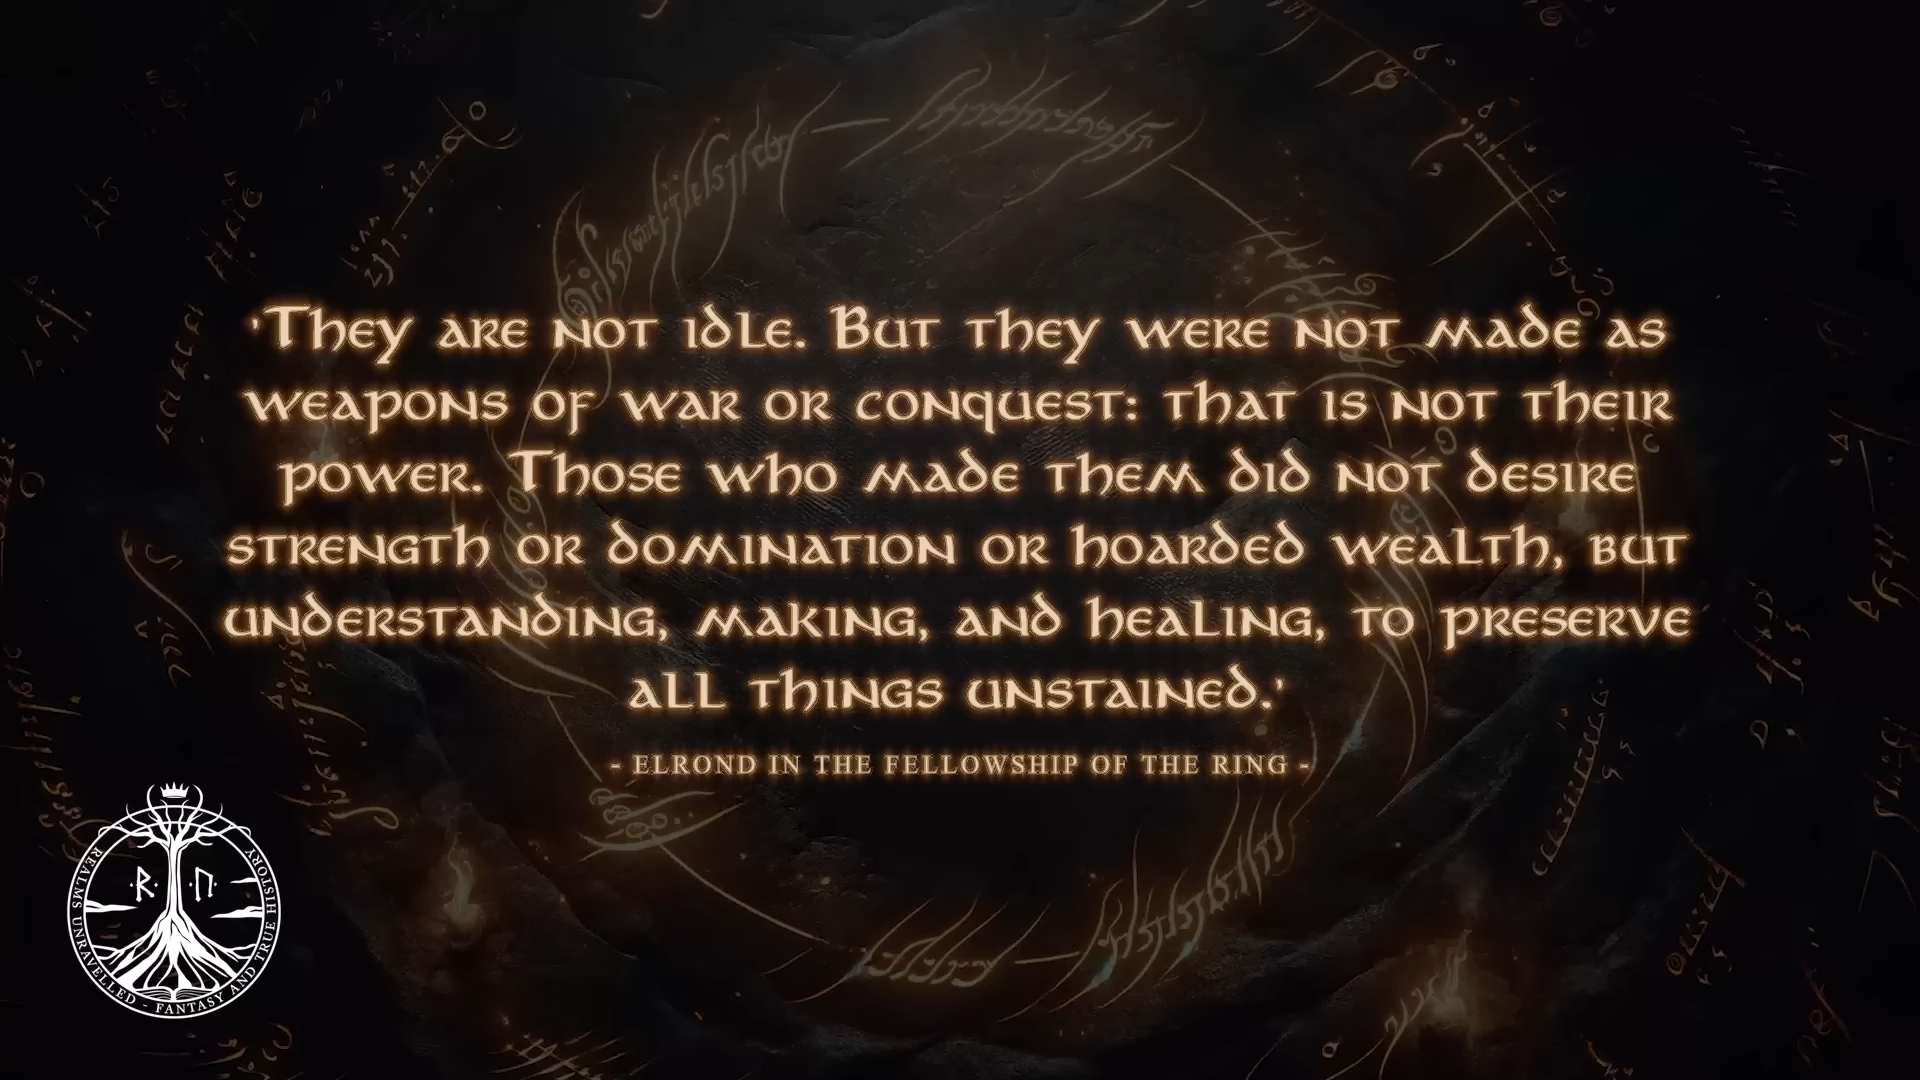 'They are not idle. But they were not made as
weapons of war or conquest: that is not their
power. Those who made them did not desire
strength or domination or hoarded wealth, but
understanding, making, and healing, to preserve
all things unstained.'
- ELROND IN THE FELLOWSHIP OF THE RING -
R U
REALMS UNRAVELLED - FANTASY AND TRUE HISTORY